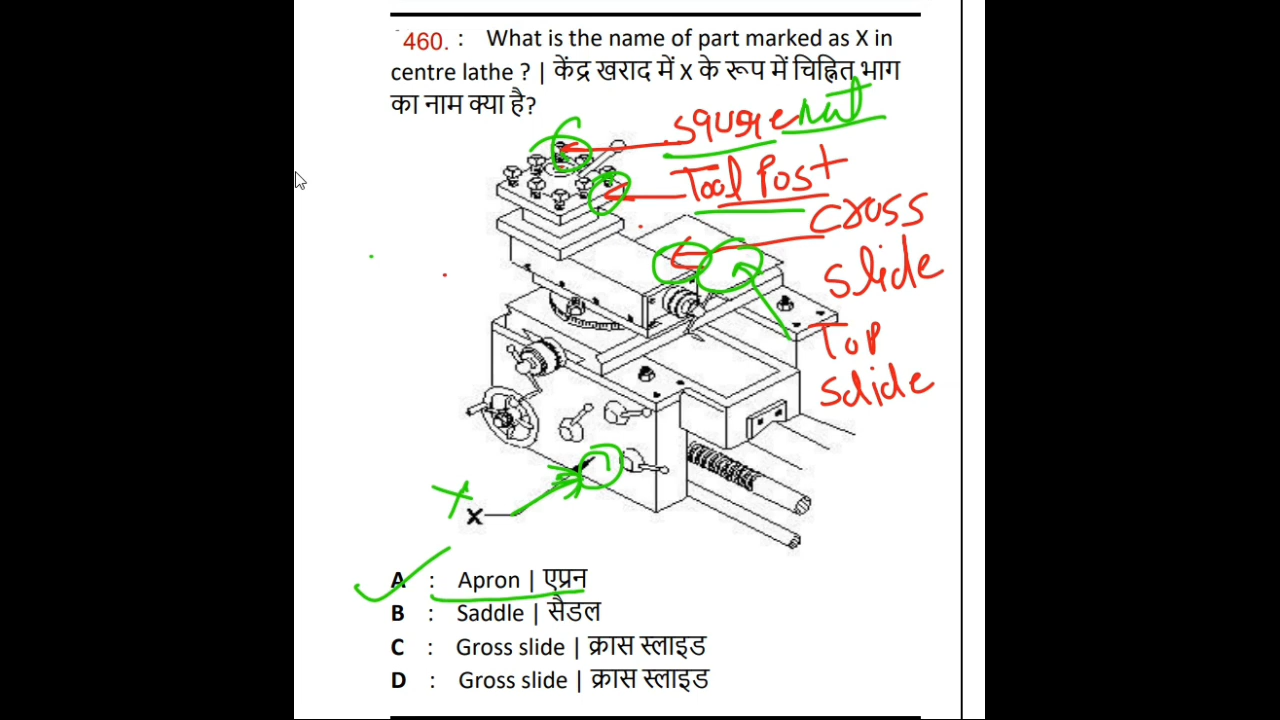 460. : What is the name of part marked as X in
centre lathe ? | केंद्र खराद में X के रूप में चिह्नित भाग
का नाम क्या है?
square nut
Tool Post
cross
slide
Top
slide
X
X
A : Apron | एप्रन
B : Saddle | सैडल
C : Gross slide | क्रास स्लाइड
D : Gross slide | क्रास स्लाइड